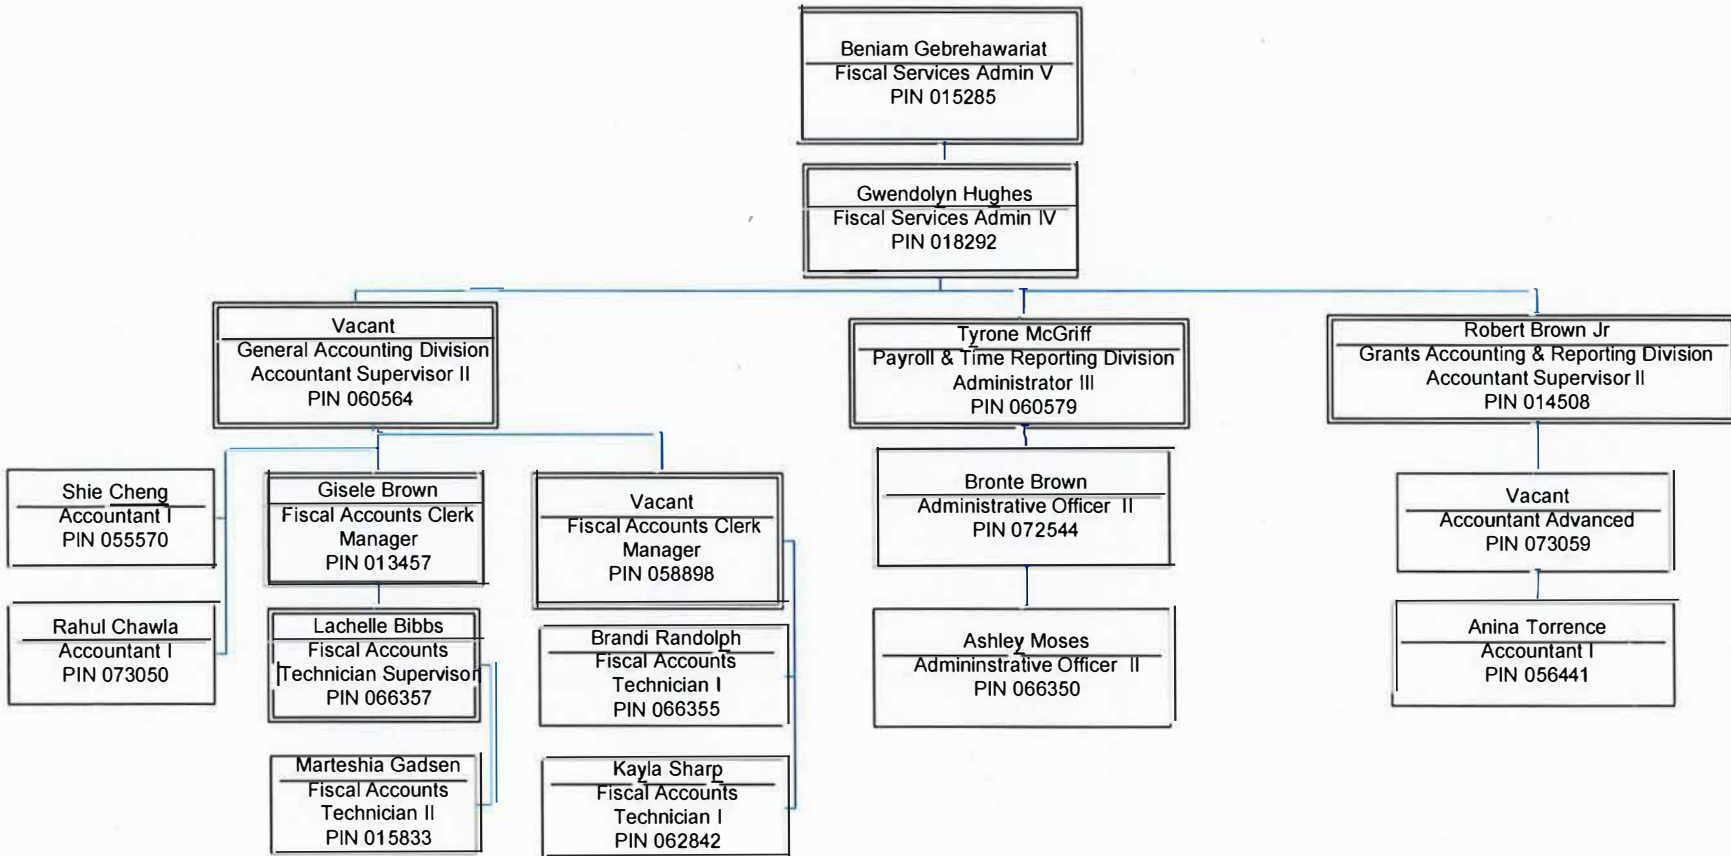 Beniam Gebrehawariat
Fiscal Services Admin V
PIN 015285
Gwendolyn Hughes
Fiscal Services Admin IV
PIN 018292
Vacant
General Accounting Division
Accountant Supervisor II
PIN 060564
Tyrone McGriff
Payroll & Time Reporting Division
Administrator III
PIN 060579
Robert Brown Jr
Grants Accounting & Reporting Division
Accountant Supervisor II
PIN 014508
Shie Cheng
Accountant I
PIN 055570
Gisele Brown
Fiscal Accounts Clerk
Manager
PIN 013457
Vacant
Fiscal Accounts Clerk
Manager
PIN 058898
Bronte Brown
Administrative Officer II
PIN 072544
Vacant
Accountant Advanced
PIN 073059
Rahul Chawla
Accountant I
PIN 073050
Lachelle Bibbs
Fiscal Accounts
Technician Supervisor
PIN 066357
Brandi Randolph
Fiscal Accounts
Technician I
PIN 066355
Ashley Moses
Admininstrative Officer II
PIN 066350
Anina Torrence
Accountant I
PIN 056441
Marteshia Gadsen
Fiscal Accounts
Technician II
PIN 015833
Kayla Sharp
Fiscal Accounts
Technician I
PIN 062842